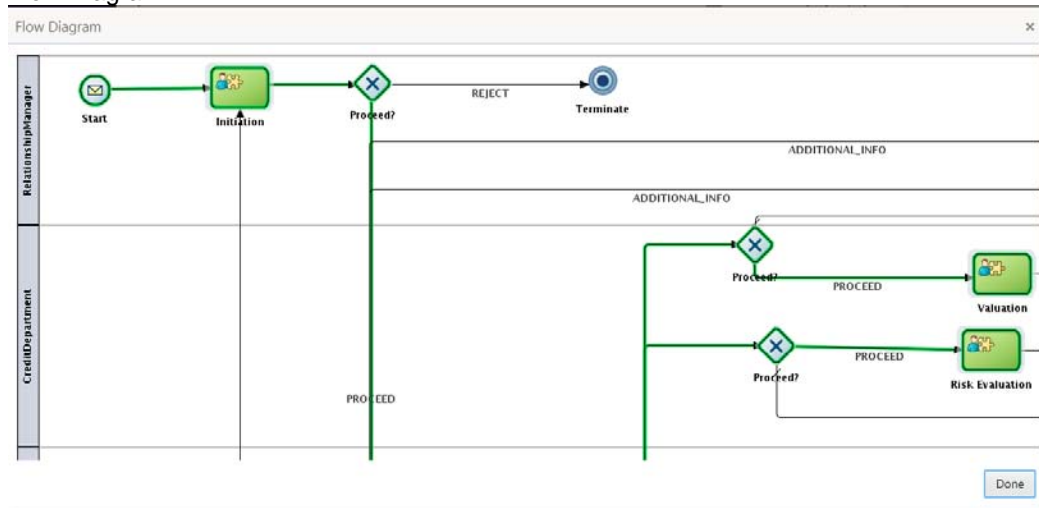 Flow Diagram
×
RelationshipManager
Start
Initiation
Proceed?
REJECT
Terminate
ADDITIONAL_INFO
ADDITIONAL_INFO
CreditDepartment
Proceed?
PROCEED
Valuation
Proceed?
PROCEED
Risk Evaluation
PROCEED
Done